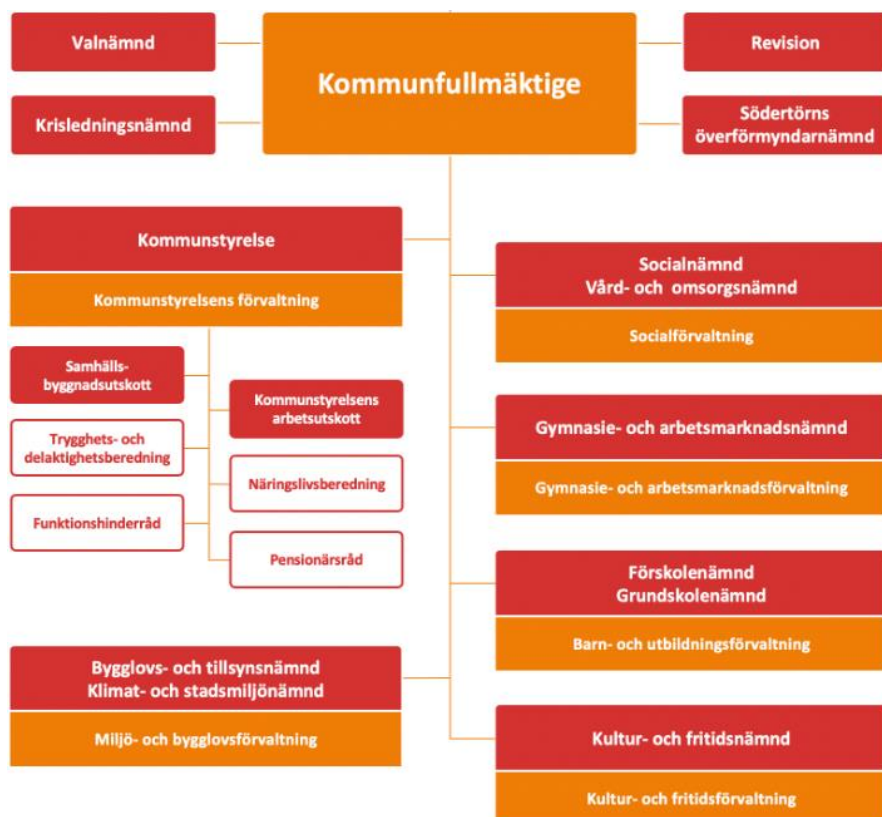 Valnämnd
Kommunfullmäktige
Revision
Krisledningsnämnd
Södertörns
överförmyndarnämnd
Kommunstyrelse
Kommunstyrelsens förvaltning
Samhälls-
byggnadsutskott
Kommunstyrelsens
arbetsutskott
Trygghets- och
delaktighetsberedning
Näringslivsberedning
Funktionshinderråd
Pensionärsråd
Bygglovs- och tillsynsnämnd
Klimat- och stadsmiljönämnd
Miljö- och bygglovsförvaltning
Socialnämnd
Vård- och omsorgsnämnd
Socialförvaltning
Gymnasie- och arbetsmarknadsnämnd
Gymnasie- och arbetsmarknadsförvaltning
Förskolenämnd
Grundskolenämnd
Barn- och utbildningsförvaltning
Kultur- och fritidsnämnd
Kultur- och fritidsförvaltning